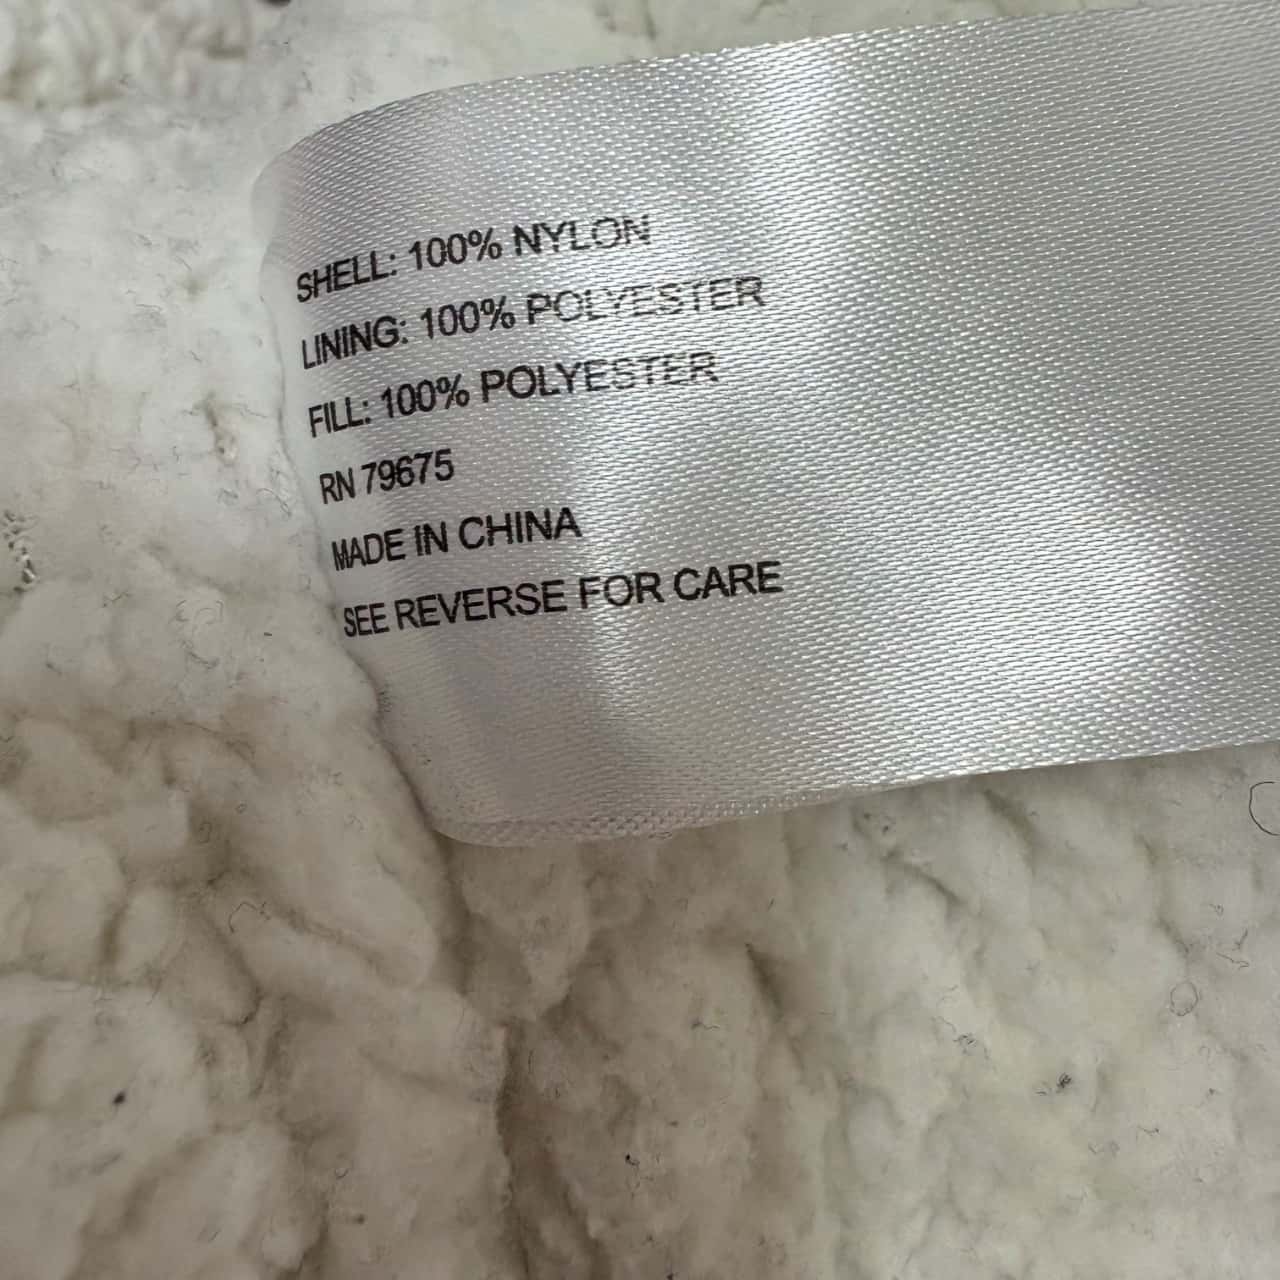 SHELL: 100% NYLON
LINING: 100% POLYESTER
FILL: 100% POLYESTER
RN 79675
MADE IN CHINA
SEE REVERSE FOR CARE